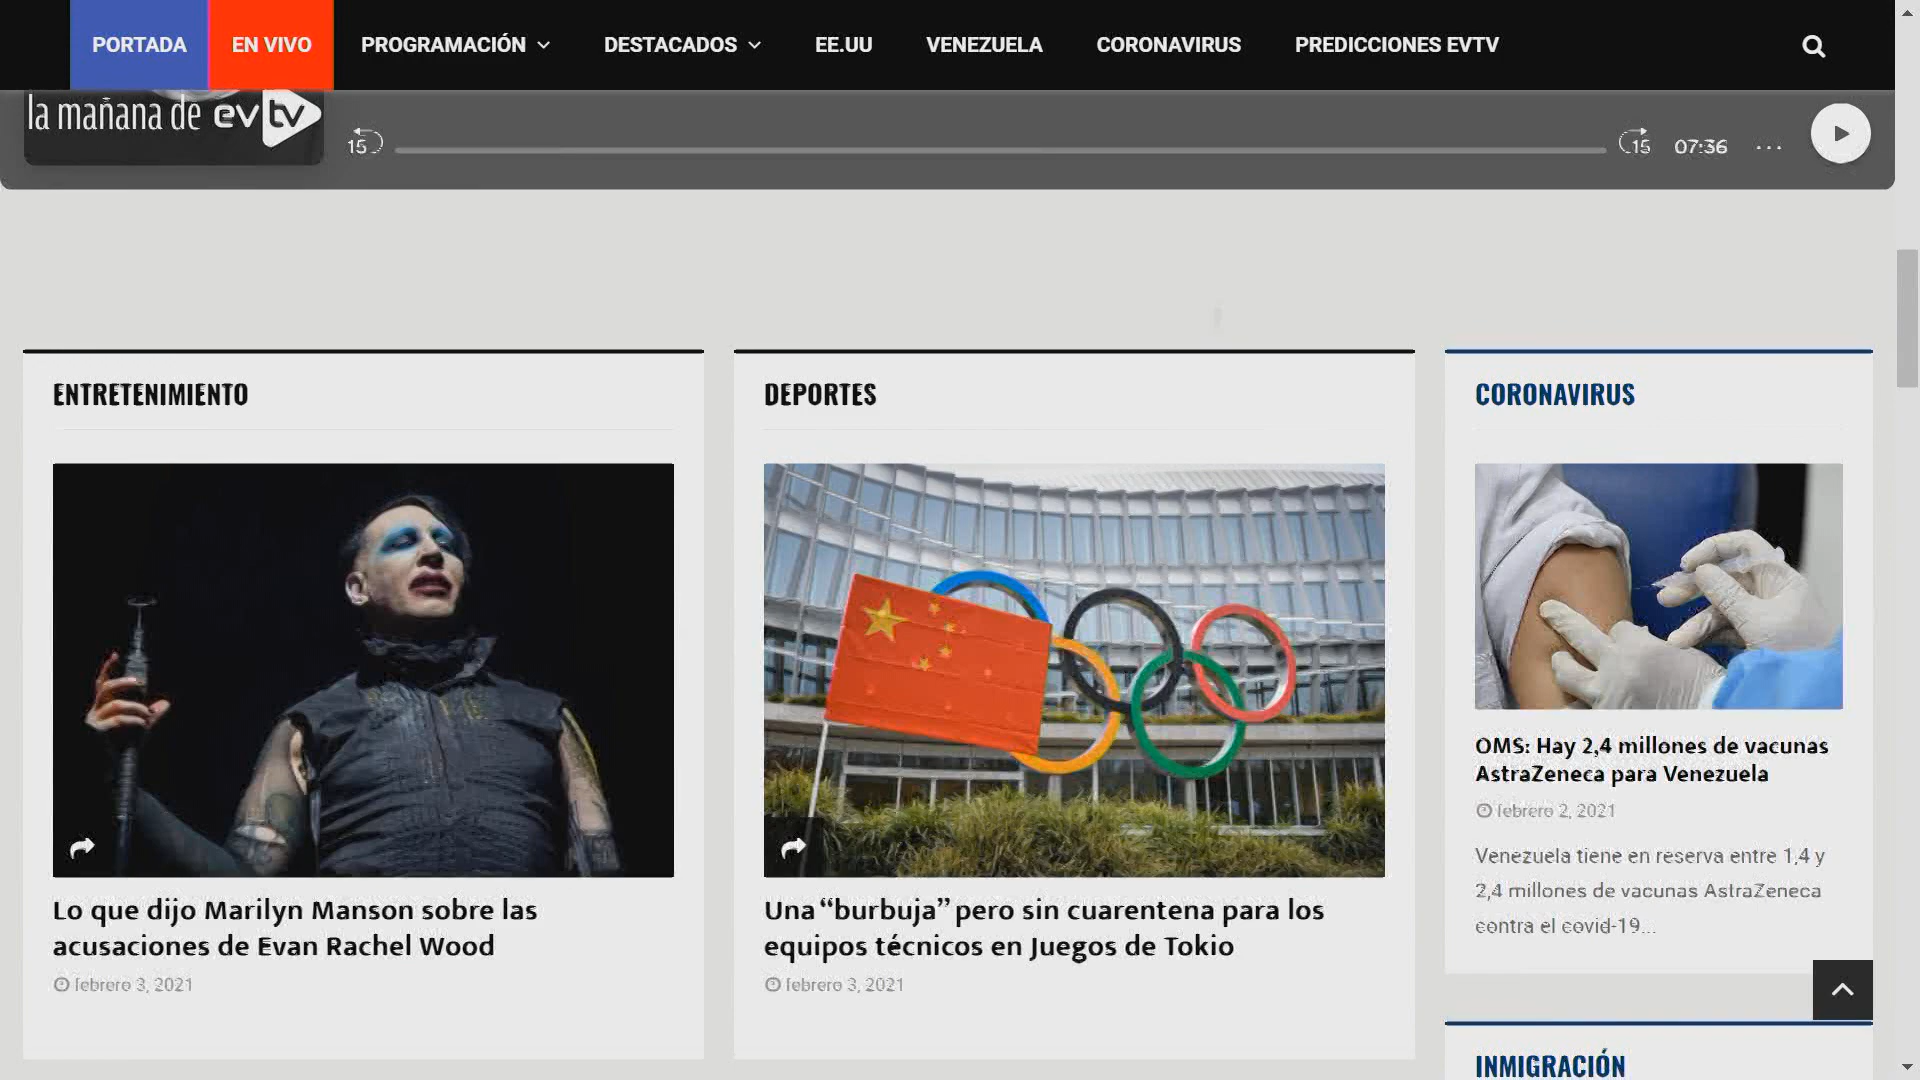 PORTADA
EN VIVO
PROGRAMACIÓN
DESTACADOS
EE.UU
VENEZUELA
CORONAVIRUS
PREDICCIONES EVTV
la mañana de evtv
15
15
07:36
...
ENTRETENIMIENTO
DEPORTES
CORONAVIRUS
Lo que dijo Marilyn Manson sobre las
acusaciones de Evan Rachel Wood
febrero 3, 2021
Una “burbuja” pero sin cuarentena para los
equipos técnicos en Juegos de Tokio
febrero 3, 2021
OMS: Hay 2,4 millones de vacunas
AstraZeneca para Venezuela
febrero 2, 2021
Venezuela tiene en reserva entre 1,4 y
2,4 millones de vacunas AstraZeneca
contra el covid-19...
INMIGRACIÓN